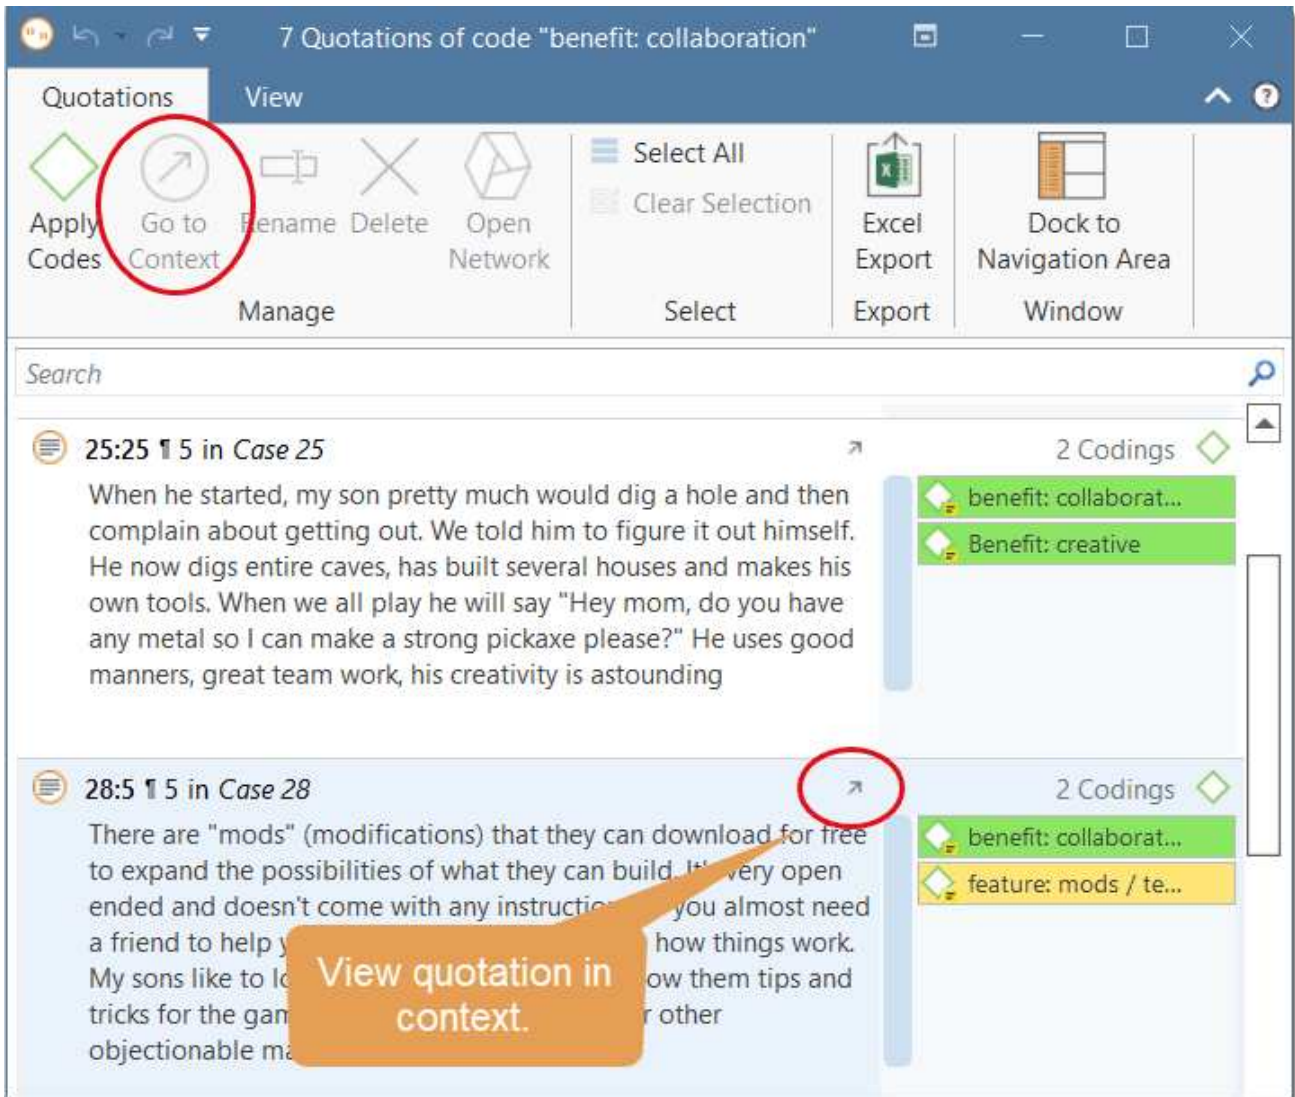 7 Quotations of code "benefit: collaboration"
Quotations
View
Apply
Codes
Go to
Context
Rename
Delete
Open
Network
Manage
Select All
Clear Selection
Select
Excel
Export
Export
Dock to
Navigation Area
Window
Search
25:25 ¶ 5 in Case 25
2 Codings
When he started, my son pretty much would dig a hole and then
complain about getting out. We told him to figure it out himself.
He now digs entire caves, has built several houses and makes his
own tools. When we all play he will say "Hey mom, do you have
any metal so I can make a strong pickaxe please?" He uses good
manners, great team work, his creativity is astounding
benefit: collaborat...
Benefit: creative
28:5 ¶ 5 in Case 28
2 Codings
There are "mods" (modifications) that they can download for free
to expand the possibilities of what they can build. It's very open
ended and doesn't come with any you almost need
a friend to help how things work.
My sons like to them tips and
tricks for the other
objectionable
benefit: collaborat...
feature: mods / te...
View quotation in
context.